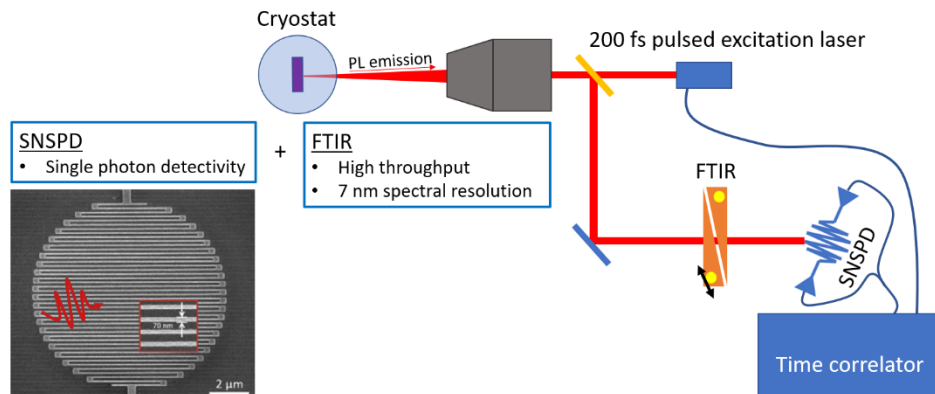 Cryostat
200 fs pulsed excitation laser
PL emission
SNSPD
• Single photon detectivity
+
FTIR
• High throughput
• 7 nm spectral resolution
FTIR
SNSPD
70 nm
2 μm
Time correlator